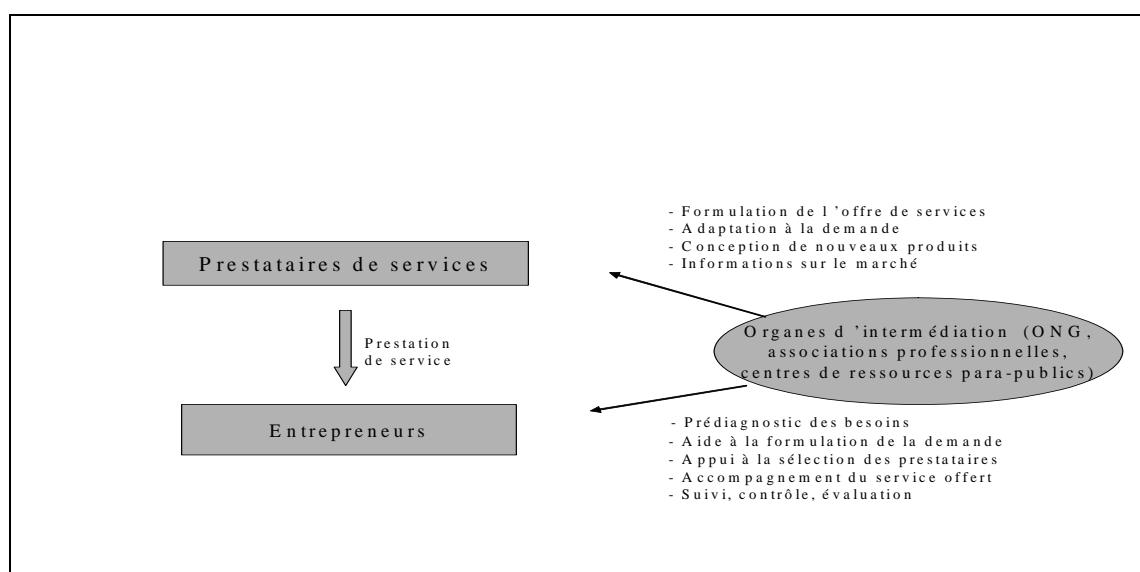 - Formulation de l'offre de services
- Adaptation à la demande
- Conception de nouveaux produits
- Informations sur le marché
Prestataires de services
Organes d'intermédiation (ONG,
associations professionnelles,
centres de ressources para-publics)
Prestation
de service
Entrepreneurs
- Prédiagnostic des besoins
- Aide à la formulation de la demande
- Appui à la sélection des prestataires
- Accompagnement du service offert
- Suivi, contrôle, évaluation